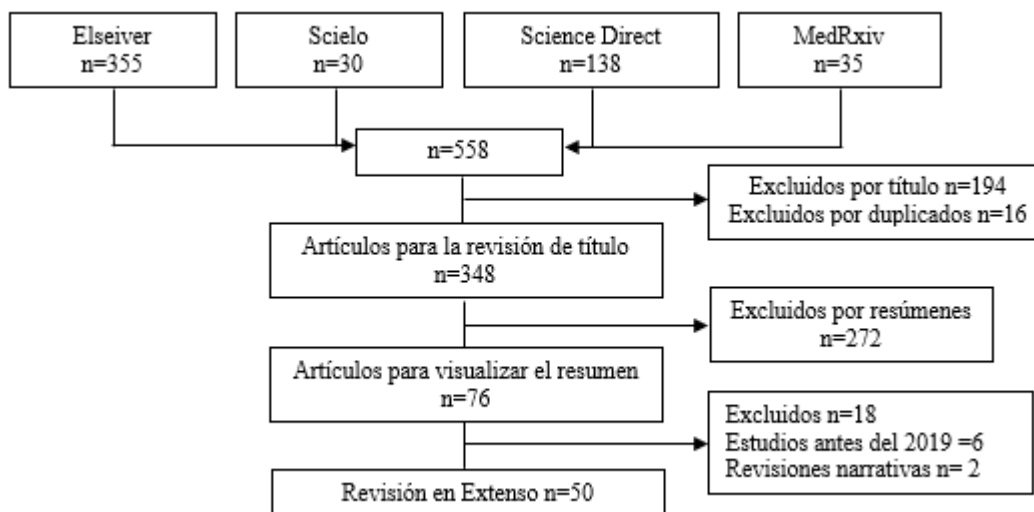 Elseiver
n=355
Scielo
n=30
Science Direct
n=138
MedRxiv
n=35
n=558
Excluidos por título n=194
Excluidos por duplicados n=16
Artículos para la revisión de título
n=348
Excluidos por resúmenes
n=272
Artículos para visualizar el resumen
n=76
Excluidos n=18
Estudios antes del 2019 =6
Revisiones narrativas n= 2
Revisión en Extenso n=50